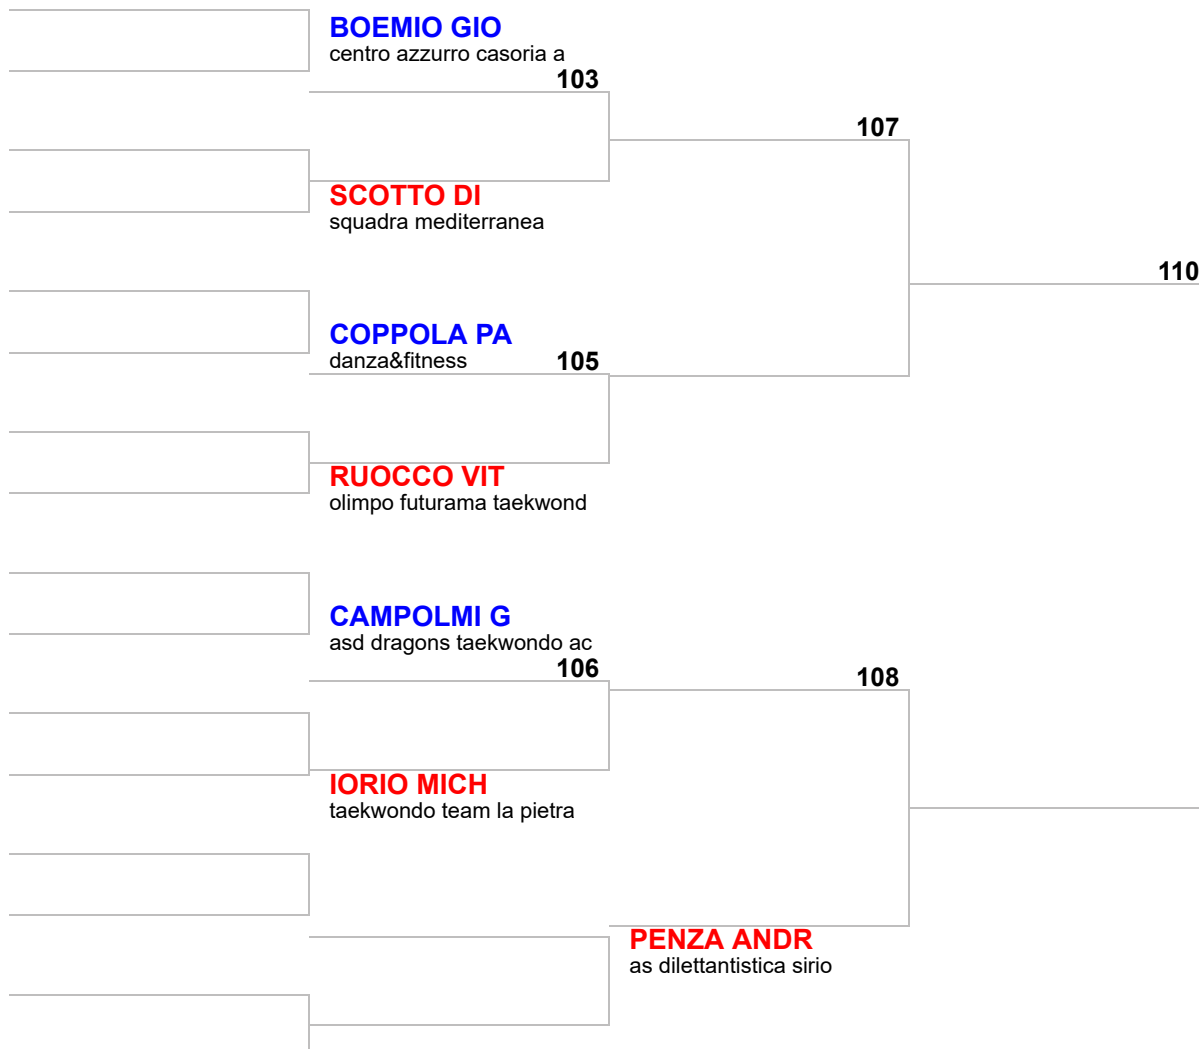 BOEMIO GIO
centro azzurro casoria a
103
107
SCOTTO DI
squadra mediterranea
110
COPPOLA PA
danza&fitness
105
RUOCCO VIT
olimpo futurama taekwond
CAMPOLMI G
asd dragons taekwondo ac
106
108
IORIO MICH
taekwondo team la pietra
PENZA ANDR
as dilettantistica sirio